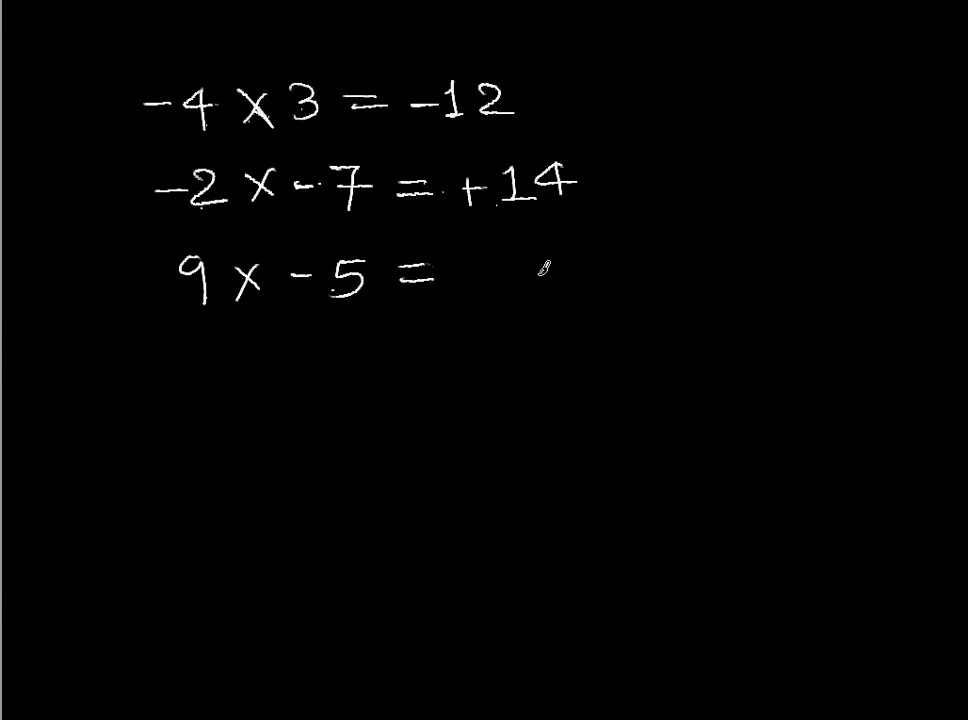 -4 × 3 = -12
-2 × -7 = +14
9 × -5 =